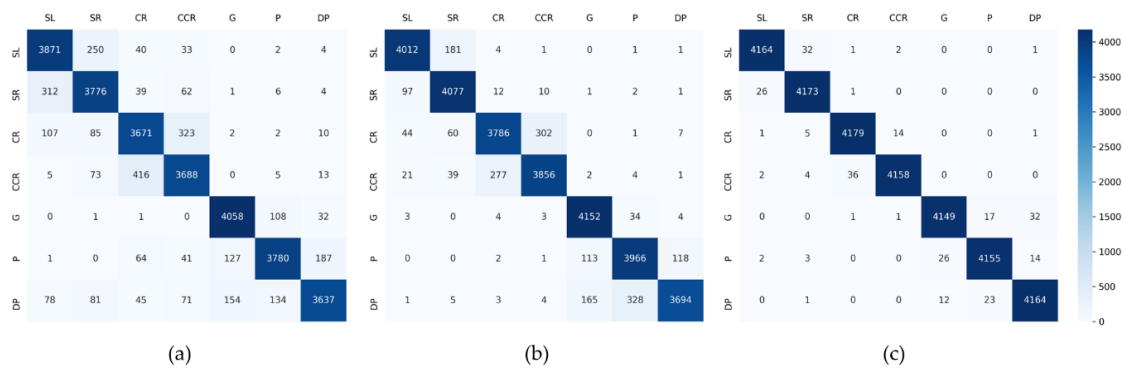 SL SR CR CCR G P DP
SL 3871 250 40 33 0 2 4
SR 312 3776 39 62 1 6 4
CR 107 85 3671 323 2 2 10
CCR 5 73 416 3688 0 5 13
G 0 1 1 0 4058 108 32
P 1 0 64 41 127 3780 187
DP 78 81 45 71 154 134 3637
(a)
SL SR CR CCR G P DP
SL 4012 181 4 1 0 1 1
SR 97 4077 12 10 1 2 1
CR 44 60 3786 302 0 1 7
CCR 21 39 277 3856 2 4 1
G 3 0 4 3 4152 34 4
P 0 0 2 1 113 3966 118
DP 1 5 3 4 165 328 3694
(b)
SL SR CR CCR G P DP
SL 4164 32 1 2 0 0 1
SR 26 4173 1 0 0 0 0
CR 1 5 4179 14 0 0 1
CCR 2 4 36 4158 0 0 0
G 0 0 1 1 4149 17 32
P 2 3 0 0 26 4155 14
DP 0 1 0 0 12 23 4164
(c)
4000
3500
3000
2500
2000
1500
1000
500
0